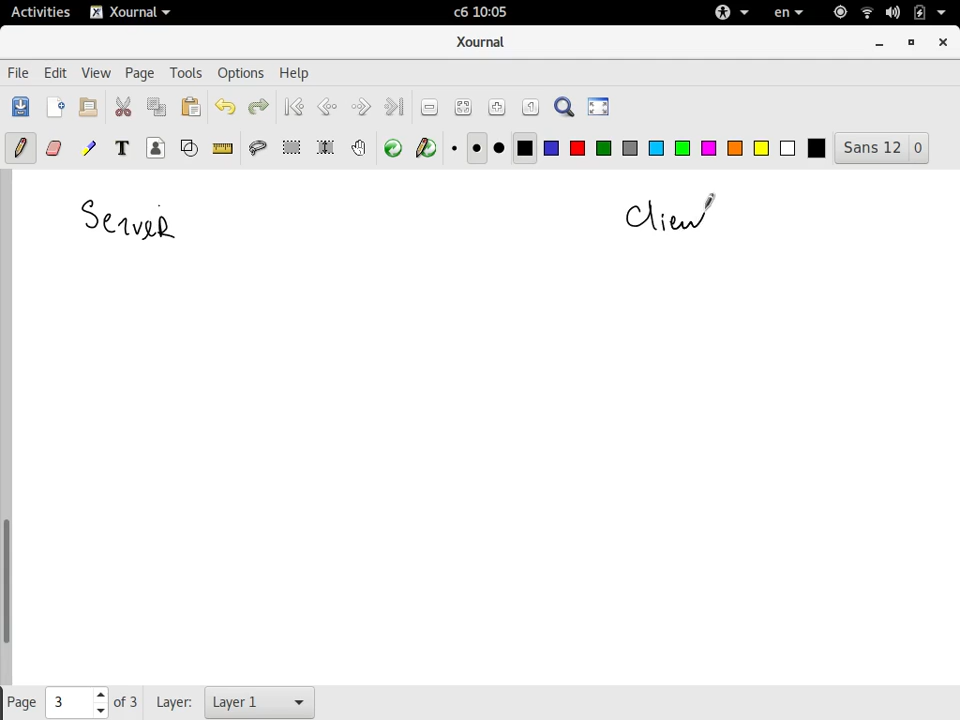 Activities Xournal сб 10:05 en
Xournal
File Edit View Page Tools Options Help
Sans 12 0
Server Clien
Page 3 of 3 Layer: Layer 1